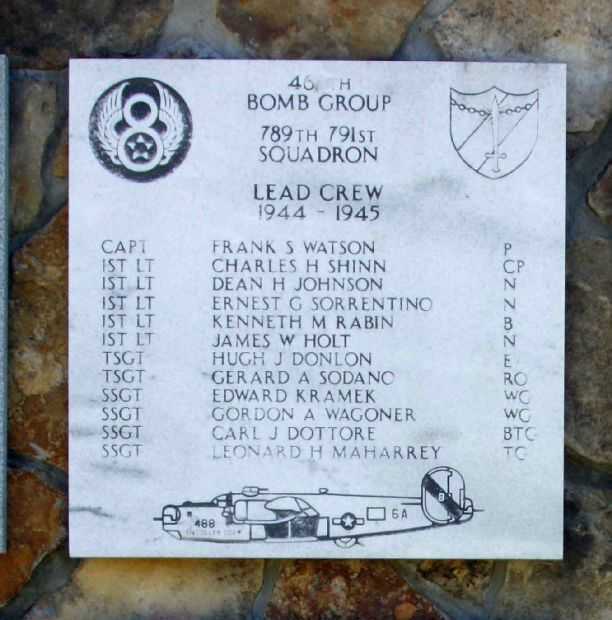 BOMB GROUP
789TH 791ST
SQUADRON
LEAD CREW
1944 - 1945
CAPT FRANK S WATSON P
1ST LT CHARLES H SHINN CP
1ST LT DEAN H JOHNSON N
1ST LT ERNEST G SORRENTINO N
1ST LT KENNETH M RABIN B
1ST LT JAMES W HOLT N
TSGT HUGH J DONLON E
TSGT GERARD A SODANO RO
SSGT EDWARD KRAMEK WG
SSGT GORDON A WAGONER WG
SSGT CARL J DOTTORE BTG
SSGT LEONARD H MAHARREY TG
488
6A